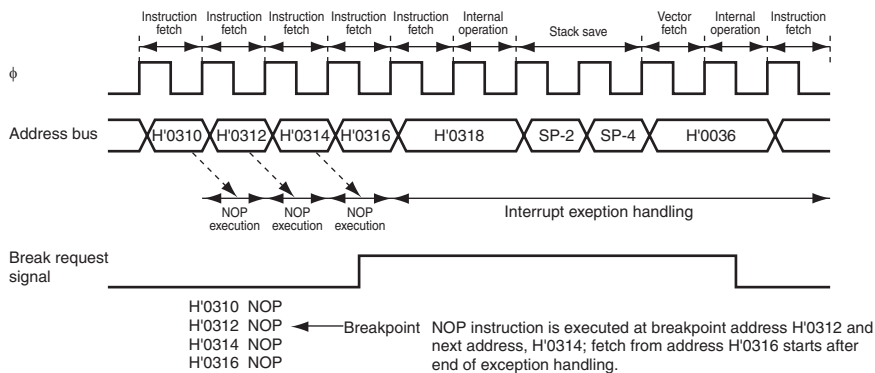 Instruction fetch
Instruction fetch
Instruction fetch
Instruction fetch
Instruction fetch
Internal operation
Stack save
Vector fetch
Internal operation
Instruction fetch
φ
Address bus
H'0310
H'0312
H'0314
H'0316
H'0318
SP-2
SP-4
H'0036
NOP execution
NOP execution
NOP execution
Interrupt exeption handling
Break request signal
H'0310 NOP
H'0312 NOP
H'0314 NOP
H'0316 NOP
Breakpoint
NOP instruction is executed at breakpoint address H'0312 and
next address, H'0314; fetch from address H'0316 starts after
end of exception handling.